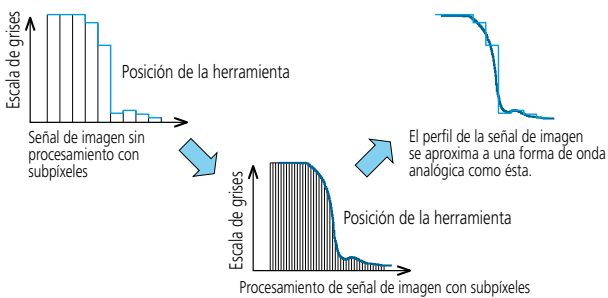 Escala de grises
Posición de la herramienta
Señal de imagen sin
procesamiento con
subpíxeles
El perfil de la señal de imagen
se aproxima a una forma de onda
analógica como ésta.
Escala de grises
Posición de la herramienta
Procesamiento de señal de imagen con subpíxeles